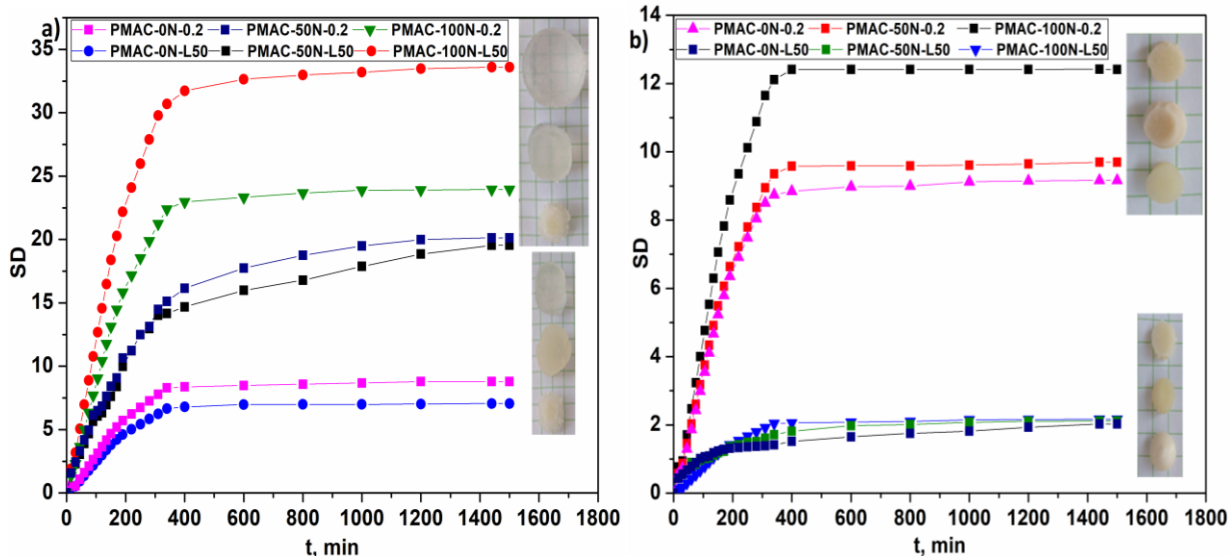 a)
PMAC-0N-0.2 PMAC-50N-0.2 PMAC-100N-0.2
PMAC-0N-L50 PMAC-50N-L50 PMAC-100N-L50
35
30
25
20
15
10
5
0
SD
0 200 400 600 800 1000 1200 1400 1600 1800
t, min
b)
PMAC-0N-0.2 PMAC-50N-0.2 PMAC-100N-0.2
PMAC-0N-L50 PMAC-50N-L50 PMAC-100N-L50
14
12
10
8
6
4
2
0
SD
0 200 400 600 800 1000 1200 1400 1600 1800
t, min